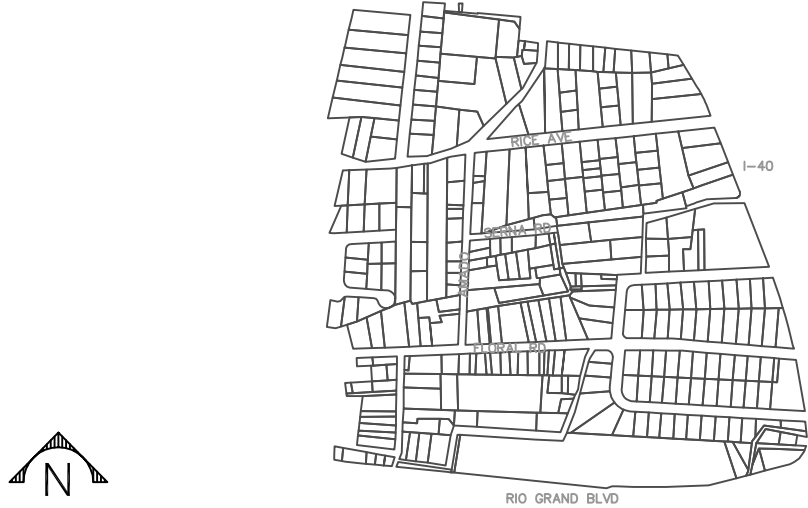 RICE AVE
I-40
SERNA RD
AMADO
FLORAL RD
N
RIO GRAND BLVD